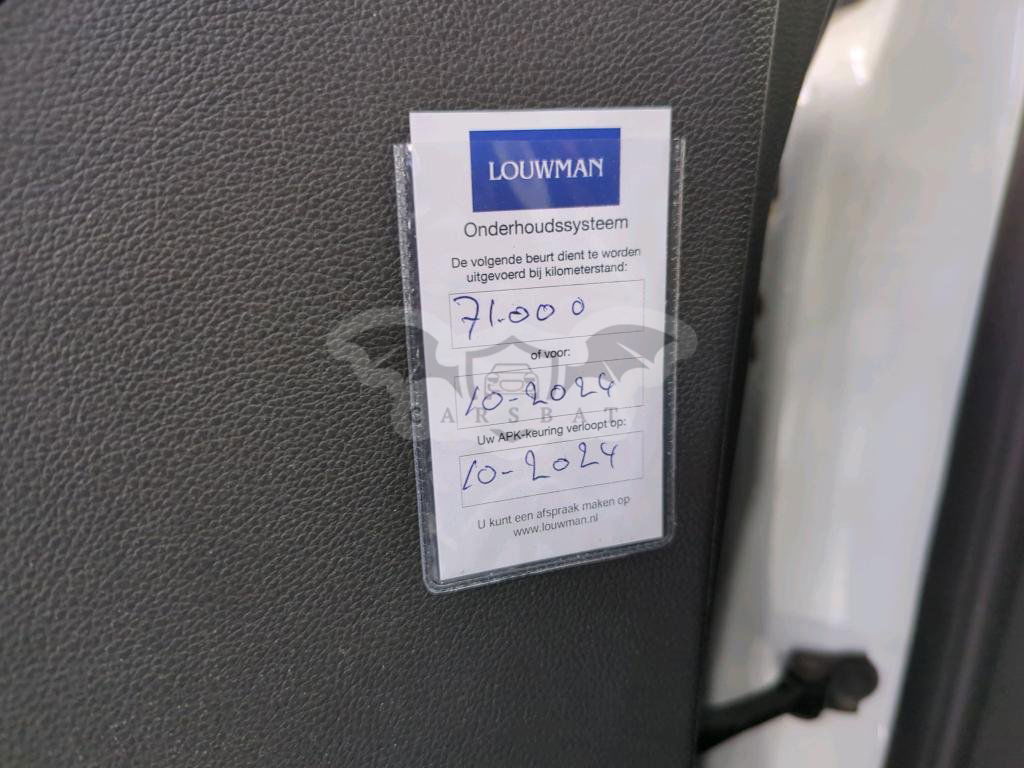 LOUWMAN
Onderhoudssysteem
De volgende beurt dient te worden
uitgevoerd bij kilometerstand:
71.000
of voor:
10-2024
CARSBAT
Uw APK-keuring verloopt op:
10-2024
U kunt een afspraak maken op
www.louwman.nl